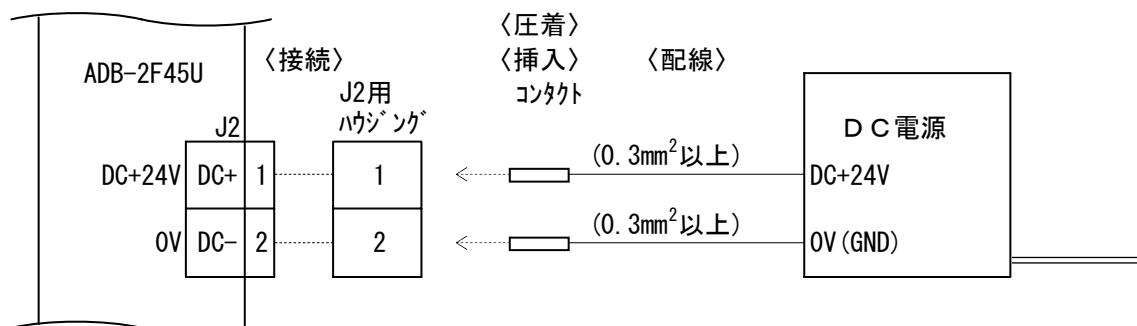 〈圧着〉
〈接続〉 〈挿入〉 〈配線〉
ADB-2F45U
J2用
ﾊｳｼﾞﾝｸﾞ
ｺﾝﾀｸﾄ
J2
ＤＣ電源
(0.3mm²以上)
DC+24V DC+ 1 1 DC+24V
(0.3mm²以上)
0V DC- 2 2 0V(GND)